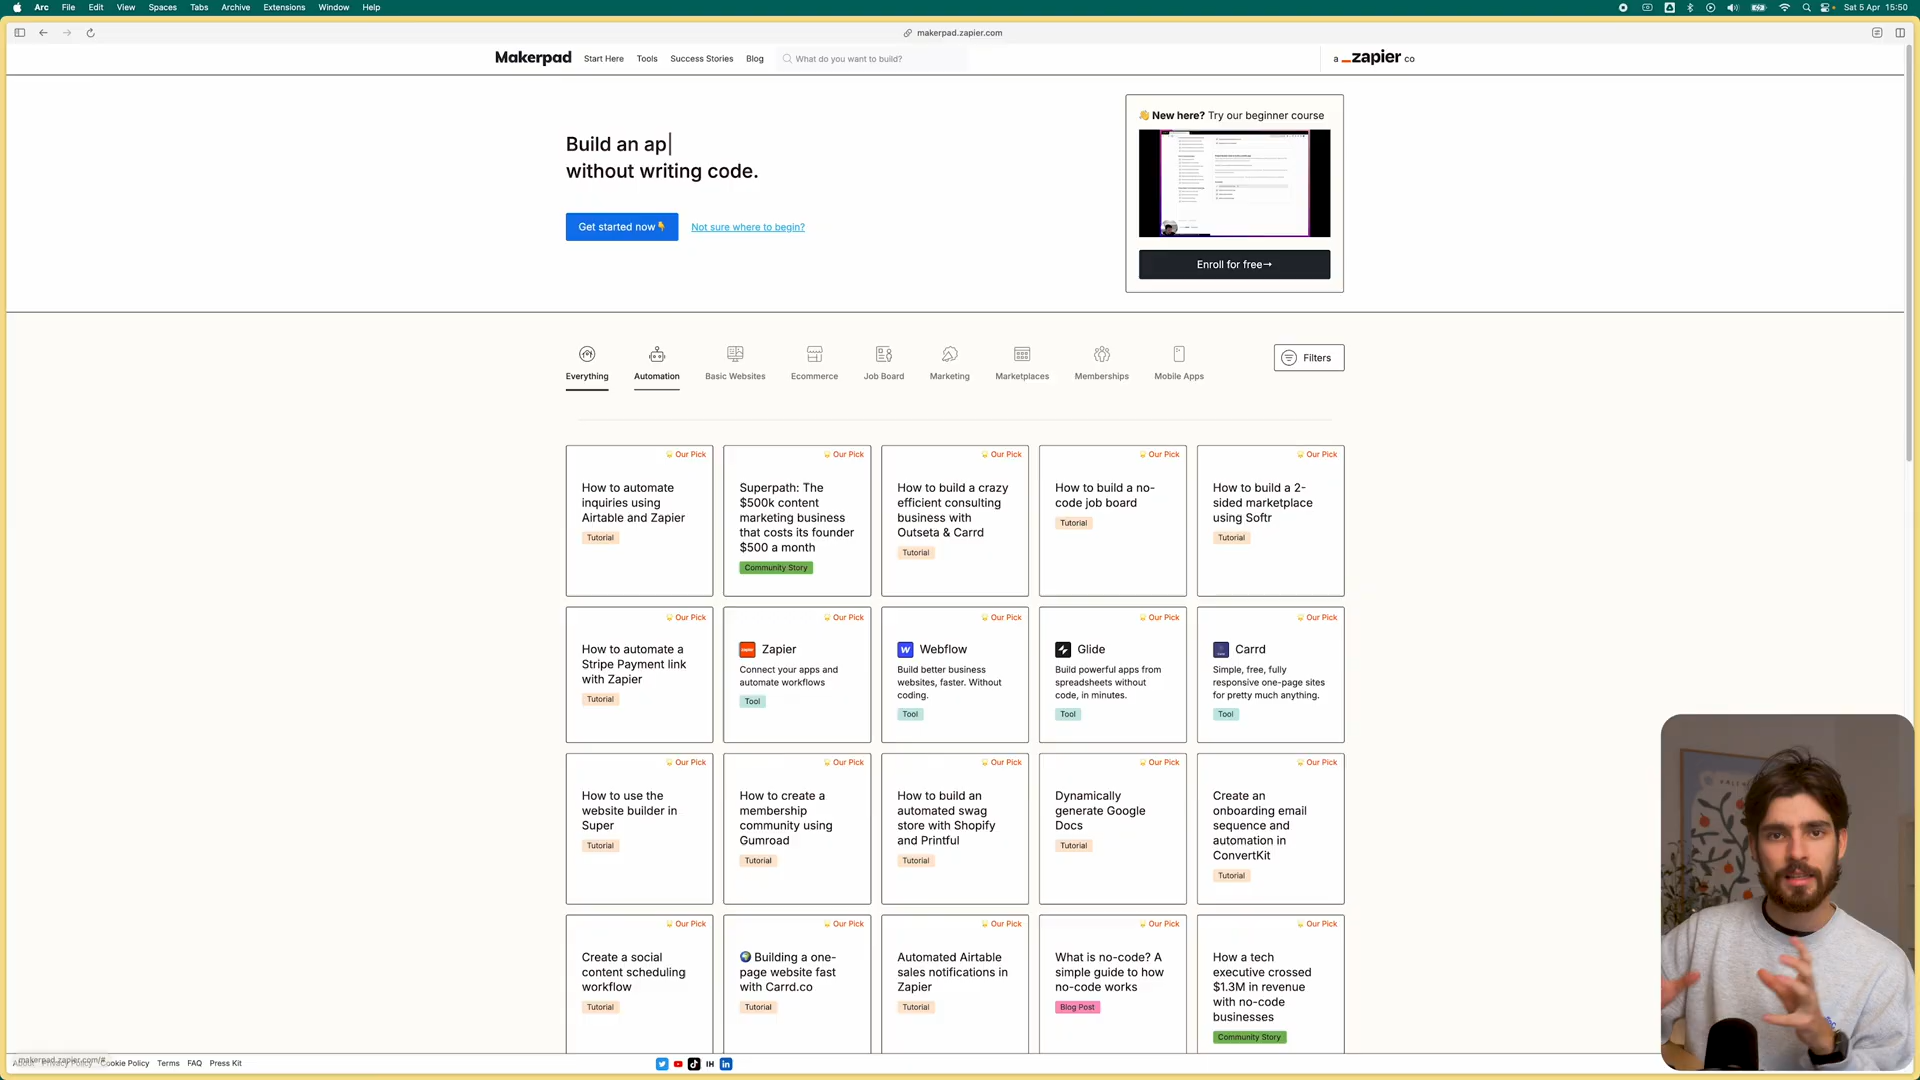 Arc File Edit View Spaces Tabs Archive Extensions Window Help
Sat 5 Apr 15:50
makerpad.zapier.com
Makerpad
Start Here Tools Success Stories Blog What do you want to build?
a zapier co
Build an ap
without writing code.
Get started now
Not sure where to begin?
New here? Try our beginner course
Enroll for free→
Everything
Automation
Basic Websites
Ecommerce
Job Board
Marketing
Marketplaces
Memberships
Mobile Apps
Filters
Our Pick
How to automate
inquiries using
Airtable and Zapier
Tutorial
Our Pick
Superpath: The
$500k content
marketing business
that costs its founder
$500 a month
Community Story
Our Pick
How to build a crazy
efficient consulting
business with
Outseta & Carrd
Tutorial
Our Pick
How to build a no-
code job board
Tutorial
Our Pick
How to build a 2-
sided marketplace
using Softr
Tutorial
Our Pick
How to automate a
Stripe Payment link
with Zapier
Tutorial
Our Pick
Zapier
Connect your apps and
automate workflows
Tool
Our Pick
Webflow
Build better business
websites, faster. Without
coding.
Tool
Our Pick
Glide
Build powerful apps from
spreadsheets without
code, in minutes.
Tool
Our Pick
Carrd
Simple, free, fully
responsive one-page sites
for pretty much anything.
Tool
Our Pick
How to use the
website builder in
Super
Tutorial
Our Pick
How to create a
membership
community using
Gumroad
Tutorial
Our Pick
How to build an
automated swag
store with Shopify
and Printful
Tutorial
Our Pick
Dynamically
generate Google
Docs
Tutorial
Our Pick
Create an
onboarding email
sequence and
automation in
ConvertKit
Tutorial
Our Pick
Create a social
content scheduling
workflow
Tutorial
Our Pick
Building a one-
page website fast
with Carrd.co
Tutorial
Our Pick
Automated Airtable
sales notifications in
Zapier
Tutorial
Our Pick
What is no-code? A
simple guide to how
no-code works
Blog Post
Our Pick
How a tech
executive crossed
$1.3M in revenue
with no-code
businesses
Community Story
makerpad.zapier.com/#
About Privacy Policy Cookie Policy Terms FAQ Press Kit
IH